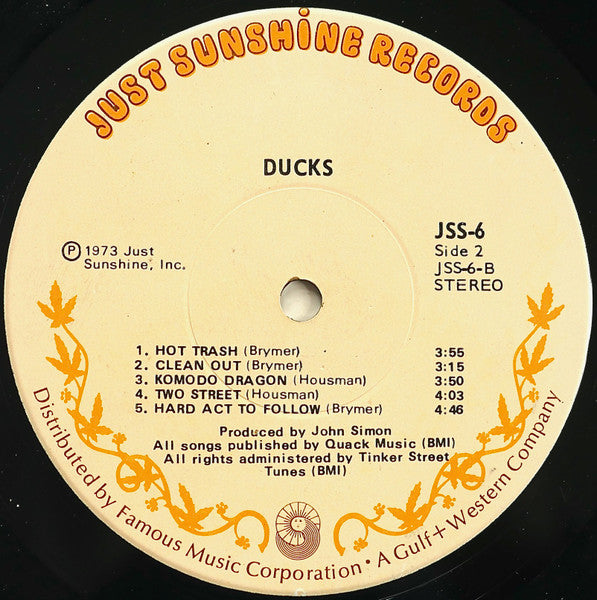 JUST SUNSHINE RECORDS
DUCKS
℗ 1973 Just
Sunshine, Inc.
JSS-6
Side 2
JSS-6-B
STEREO
1. HOT TRASH (Brymer) 3:55
2. CLEAN OUT (Brymer) 3:15
3. KOMODO DRAGON (Housman) 3:50
4. TWO STREET (Housman) 4:03
5. HARD ACT TO FOLLOW (Brymer) 4:46
Produced by John Simon
All songs published by Quack Music (BMI)
All rights administered by Tinker Street
Tunes (BMI)
Distributed by Famous Music Corporation • A Gulf+Western Company